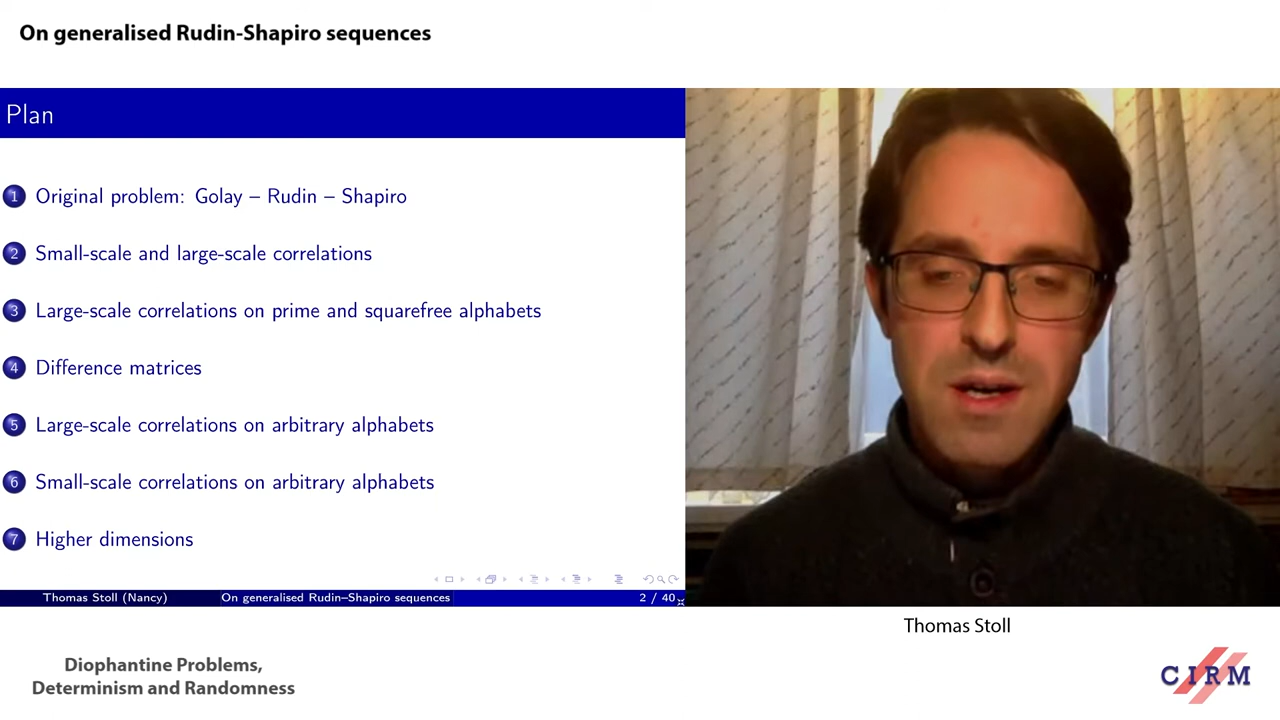 On generalised Rudin-Shapiro sequences
Plan
1 Original problem: Golay – Rudin – Shapiro
2 Small-scale and large-scale correlations
3 Large-scale correlations on prime and squarefree alphabets
4 Difference matrices
5 Large-scale correlations on arbitrary alphabets
6 Small-scale correlations on arbitrary alphabets
7 Higher dimensions
Thomas Stoll (Nancy) On generalised Rudin–Shapiro sequences 2 / 40
Thomas Stoll
Diophantine Problems,
Determinism and Randomness
CIRM